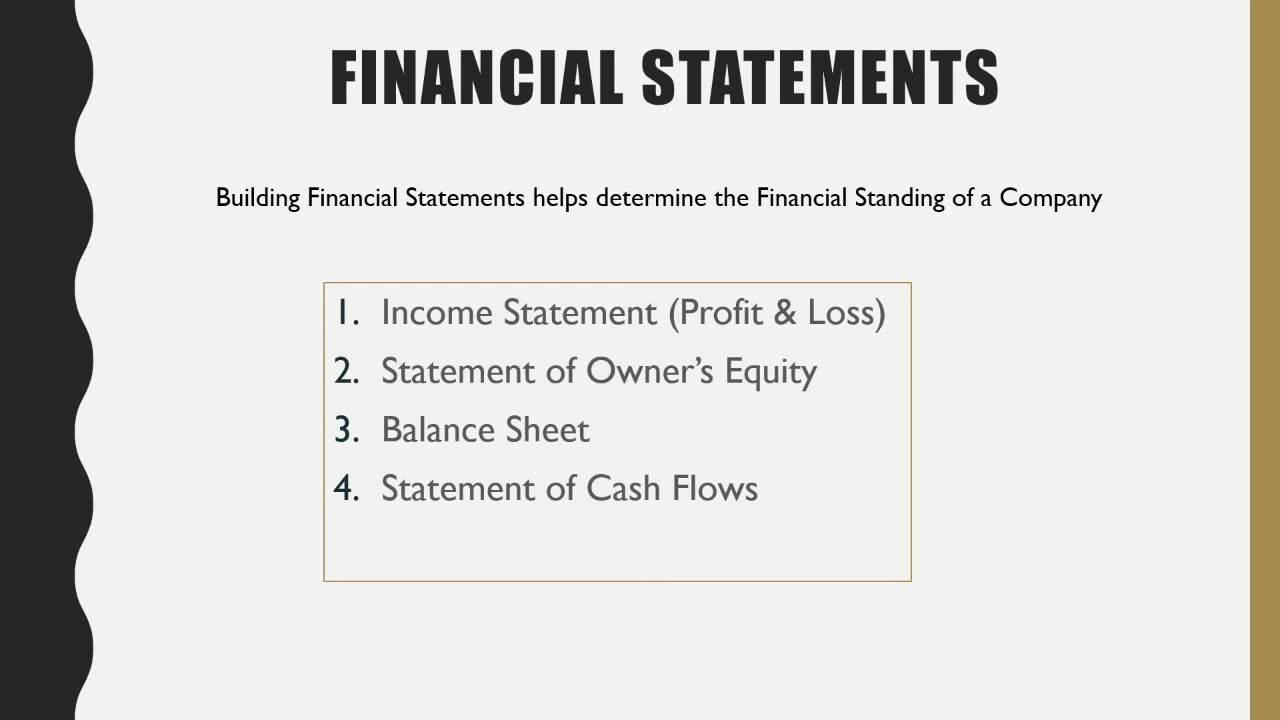 FINANCIAL STATEMENTS
Building Financial Statements helps determine the Financial Standing of a Company
1. Income Statement (Profit & Loss)
2. Statement of Owner’s Equity
3. Balance Sheet
4. Statement of Cash Flows